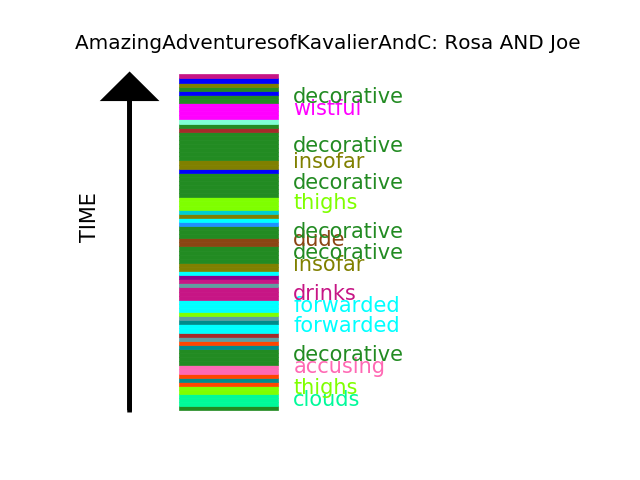 AmazingAdventuresofKavalierAndC: Rosa AND Joe
decorative
wistful
decorative
insofar
decorative
thighs
decorative
dude
decorative
insofar
drinks
forwarded
forwarded
decorative
accusing
thighs
clouds
TIME